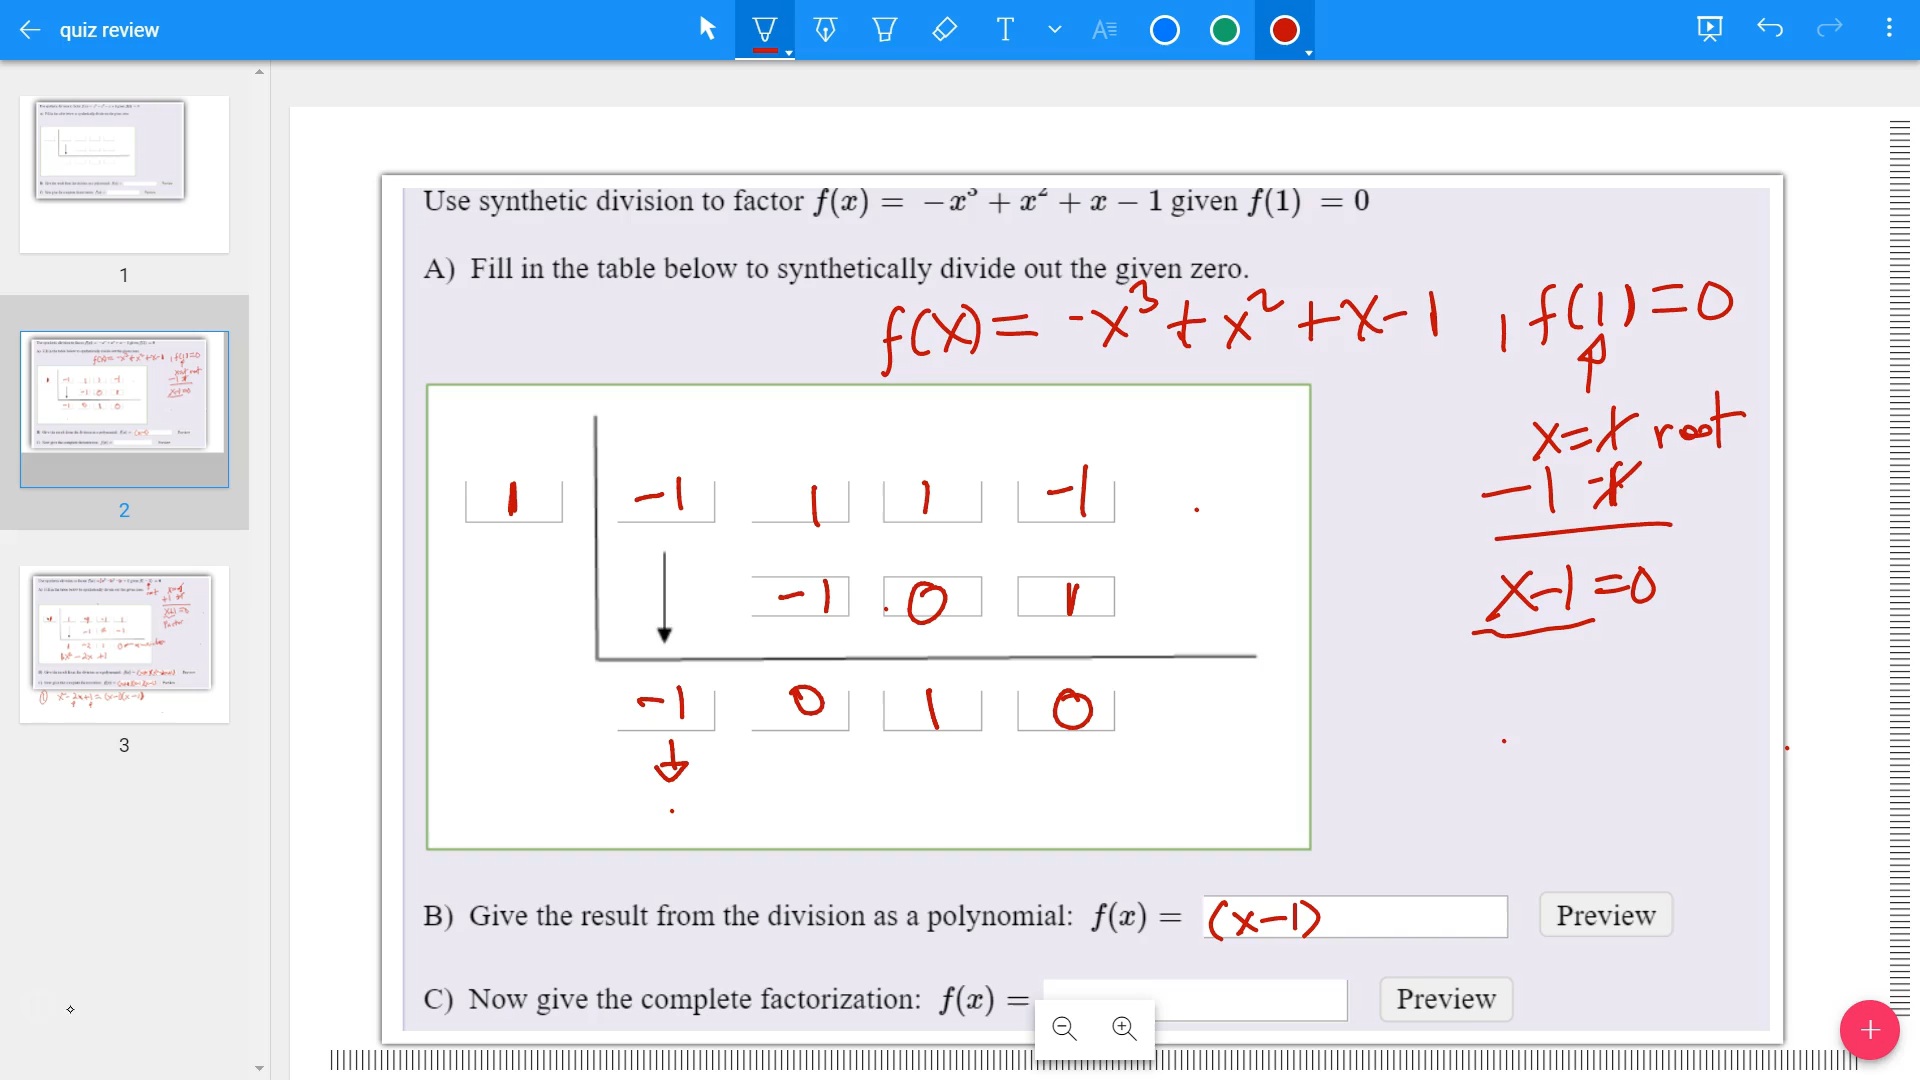 quiz review
1
2
3
Use synthetic division to factor f(x) = −x³ + x² + x − 1 given f(1) = 0
A) Fill in the table below to synthetically divide out the given zero.
f(x) = -x³ + x² + x - 1 , f(1) = 0
x = 1 root
-1 -1
x-1 = 0
1 -1 1 1 -1
-1 0 1
-1 0 1 0
B) Give the result from the division as a polynomial: f(x) = (x-1) Preview
C) Now give the complete factorization: f(x) = Preview